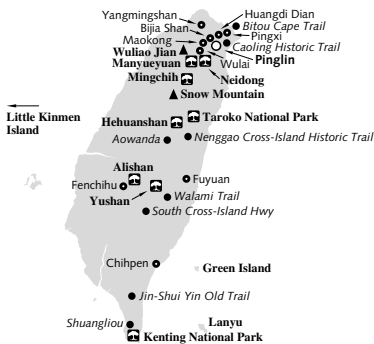 Yangmingshan
Huangdi Dian
Bijia Shan
Bitou Cape Trail
Maokong
Pingxi
Caoling Historic Trail
Wuliao Jian
Pinglin
Manyueyuan
Wulai
Mingchih
Neidong
Snow Mountain
Little Kinmen
Island
Taroko National Park
Hehuanshan
Aowanda
Nenggao Cross-Island Historic Trail
Alishan
Fenchihu
Fuyuan
Yushan
Walami Trail
South Cross-Island Hwy
Chihpen
Green Island
Jin-Shui Yin Old Trail
Shuangliou
Lanyu
Kenting National Park